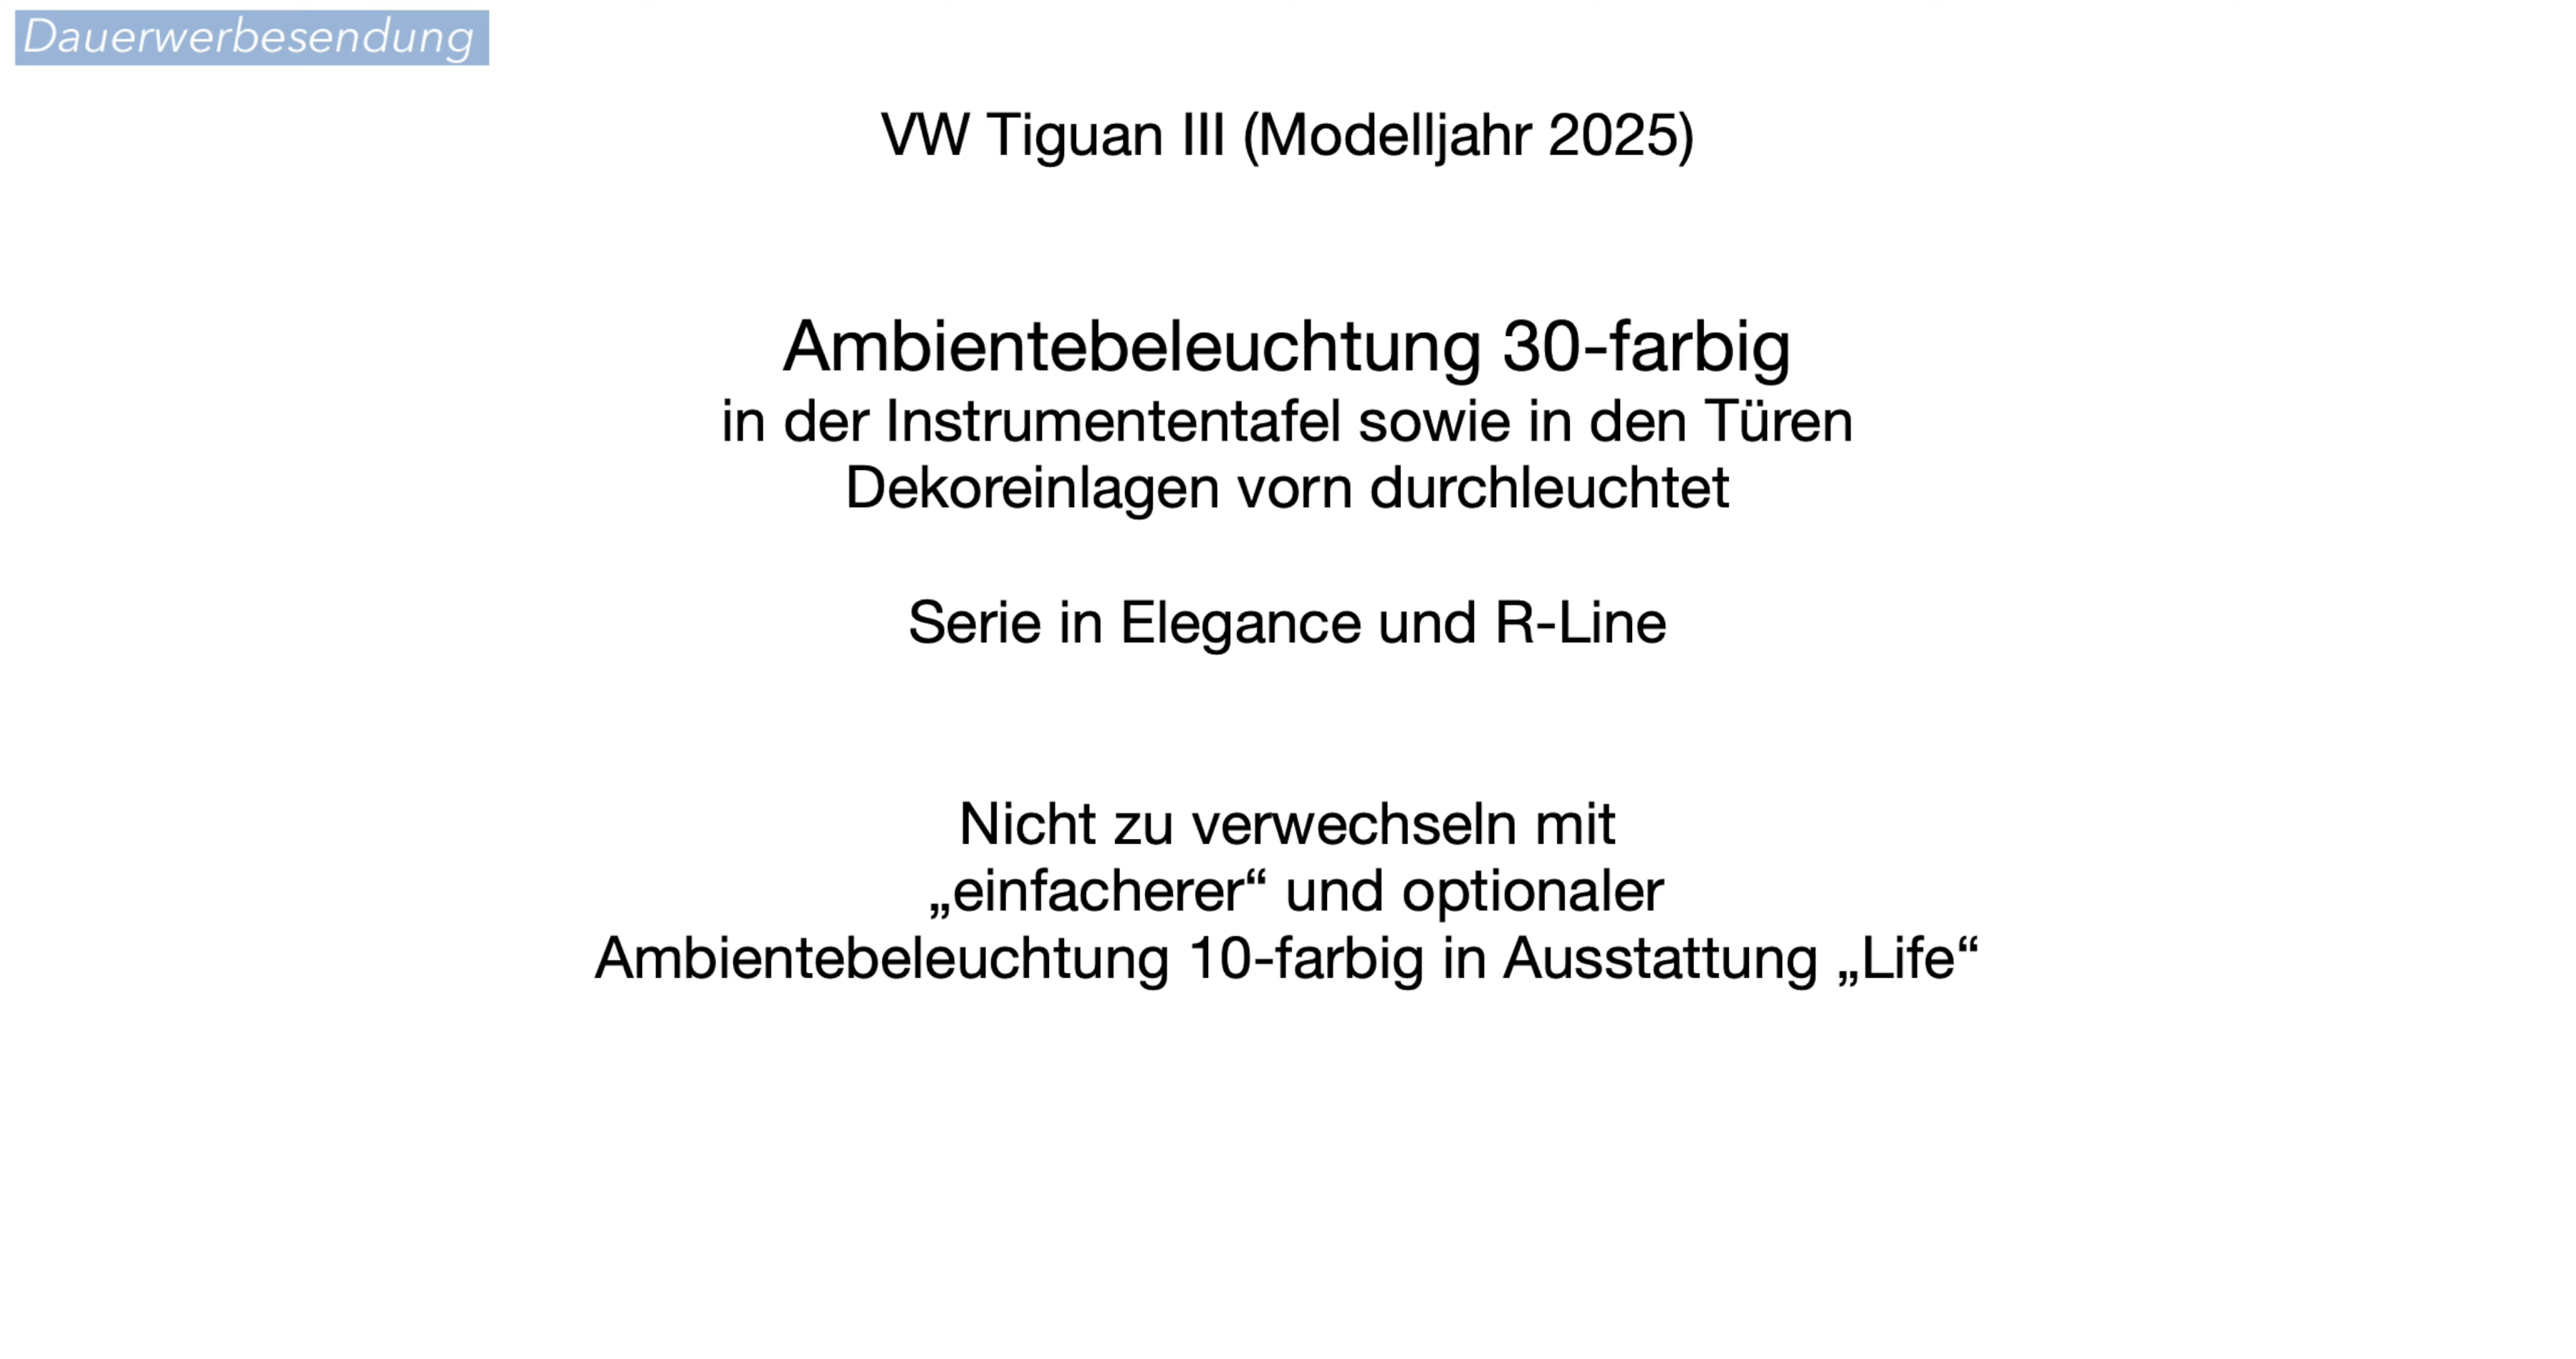 Dauerwerbesendung
VW Tiguan III (Modelljahr 2025)
Ambientebeleuchtung 30-farbig
in der Instrumententafel sowie in den Türen
Dekoreinlagen vorn durchleuchtet
Serie in Elegance und R-Line
Nicht zu verwechseln mit
„einfacherer“ und optionaler
Ambientebeleuchtung 10-farbig in Ausstattung „Life“